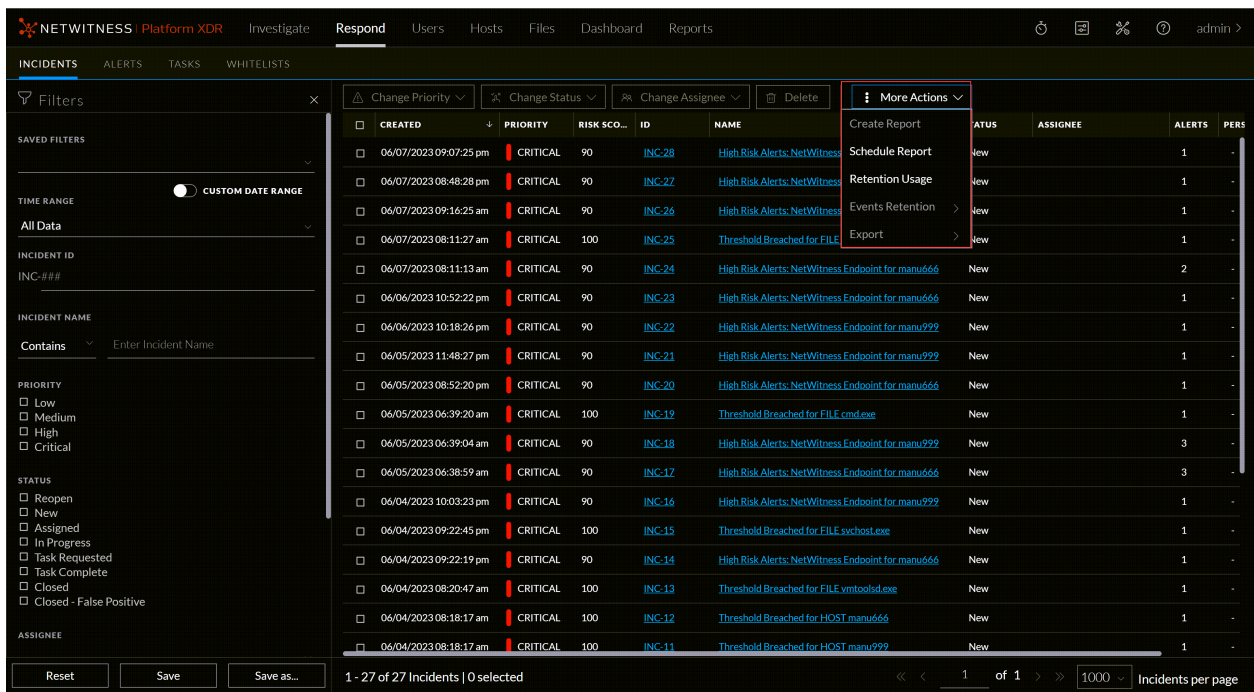 NETWITNESS | Platform XDR Investigate Respond Users Hosts Files Dashboard Reports admin >
INCIDENTS ALERTS TASKS WHITELISTS
Filters
SAVED FILTERS
CUSTOM DATE RANGE
TIME RANGE
All Data
INCIDENT ID
INC-###
INCIDENT NAME
Contains Enter Incident Name
PRIORITY
Low
Medium
High
Critical
STATUS
Reopen
New
Assigned
In Progress
Task Requested
Task Complete
Closed
Closed - False Positive
ASSIGNEE
Reset Save Save as...
Change Priority Change Status Change Assignee Delete More Actions
Create Report
Schedule Report
Retention Usage
Events Retention
Export
CREATED PRIORITY RISK SCO... ID NAME TATUS ASSIGNEE ALERTS PERS
06/07/2023 09:07:25 pm CRITICAL 90 INC-28 High Risk Alerts: NetWitness New 1 -
06/07/2023 08:48:28 pm CRITICAL 90 INC-27 High Risk Alerts: NetWitness New 1 -
06/07/2023 09:16:25 am CRITICAL 90 INC-26 High Risk Alerts: NetWitness New 1 -
06/07/2023 08:11:27 am CRITICAL 100 INC-25 Threshold Breached for FILE New 1 -
06/07/2023 08:11:13 am CRITICAL 90 INC-24 High Risk Alerts: NetWitness Endpoint for manu666 New 2 -
06/06/2023 10:52:22 pm CRITICAL 90 INC-23 High Risk Alerts: NetWitness Endpoint for manu666 New 1 -
06/06/2023 10:18:26 pm CRITICAL 90 INC-22 High Risk Alerts: NetWitness Endpoint for manu999 New 1 -
06/05/2023 11:48:27 pm CRITICAL 90 INC-21 High Risk Alerts: NetWitness Endpoint for manu999 New 1 -
06/05/2023 08:52:20 pm CRITICAL 90 INC-20 High Risk Alerts: NetWitness Endpoint for manu666 New 1 -
06/05/2023 06:39:20 am CRITICAL 100 INC-19 Threshold Breached for FILE cmd.exe New 1 -
06/05/2023 06:39:04 am CRITICAL 90 INC-18 High Risk Alerts: NetWitness Endpoint for manu999 New 3 -
06/05/2023 06:38:59 am CRITICAL 90 INC-17 High Risk Alerts: NetWitness Endpoint for manu666 New 3 -
06/04/2023 10:03:23 pm CRITICAL 90 INC-16 High Risk Alerts: NetWitness Endpoint for manu999 New 1 -
06/04/2023 09:22:45 pm CRITICAL 100 INC-15 Threshold Breached for FILE svchost.exe New 1 -
06/04/2023 09:22:19 pm CRITICAL 90 INC-14 High Risk Alerts: NetWitness Endpoint for manu666 New 1 -
06/04/2023 08:20:47 am CRITICAL 100 INC-13 Threshold Breached for FILE vmtoolsd.exe New 1 -
06/04/2023 08:18:17 am CRITICAL 100 INC-12 Threshold Breached for HOST manu666 New 1 -
06/04/2023 08:18:17 am CRITICAL 100 INC-11 Threshold Breached for HOST manu999 New 1 -
1 - 27 of 27 Incidents | 0 selected << < 1 of 1 > >> 1000 Incidents per page